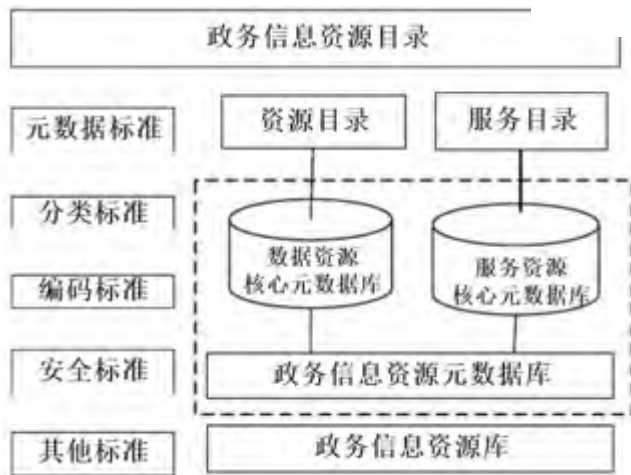 政务信息资源目录
元数据标准
资源目录
服务目录
分类标准
数据资源
核心元数据库
服务资源
核心元数据库
编码标准
安全标准
政务信息资源元数据库
其他标准
政务信息资源库